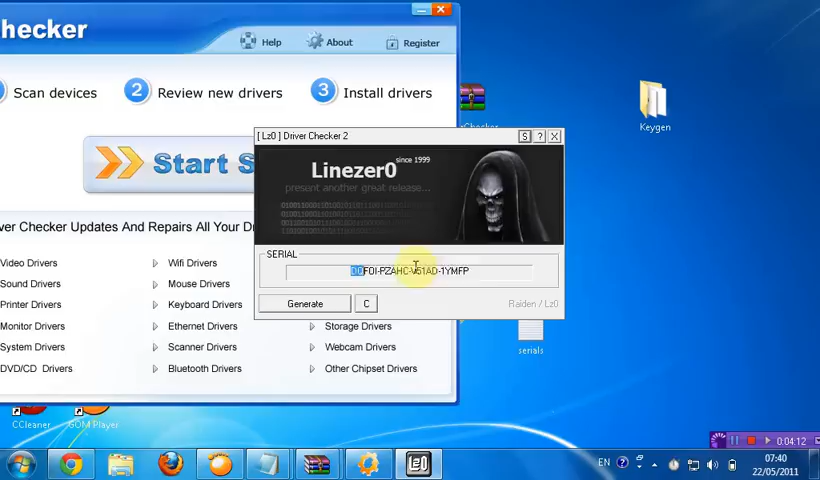 hecker
Help
About
Register
Scan devices
2
Review new drivers
3
Install drivers
Start S
ver Checker Updates And Repairs All Your D
Video Drivers
Wifi Drivers
Sound Drivers
Mouse Drivers
Printer Drivers
Keyboard Drivers
Monitor Drivers
Ethernet Drivers
Storage Drivers
System Drivers
Scanner Drivers
Webcam Drivers
DVD/CD Drivers
Bluetooth Drivers
Other Chipset Drivers
[ Lz0 ] Driver Checker 2
S
?
X
Linezer0
since 1999
present another great release...
SERIAL
Generate
C
Raiden / Lz0
Keygen
serials
CCleaner
GOM Player
00:04:12
EN
07:40
22/05/2011